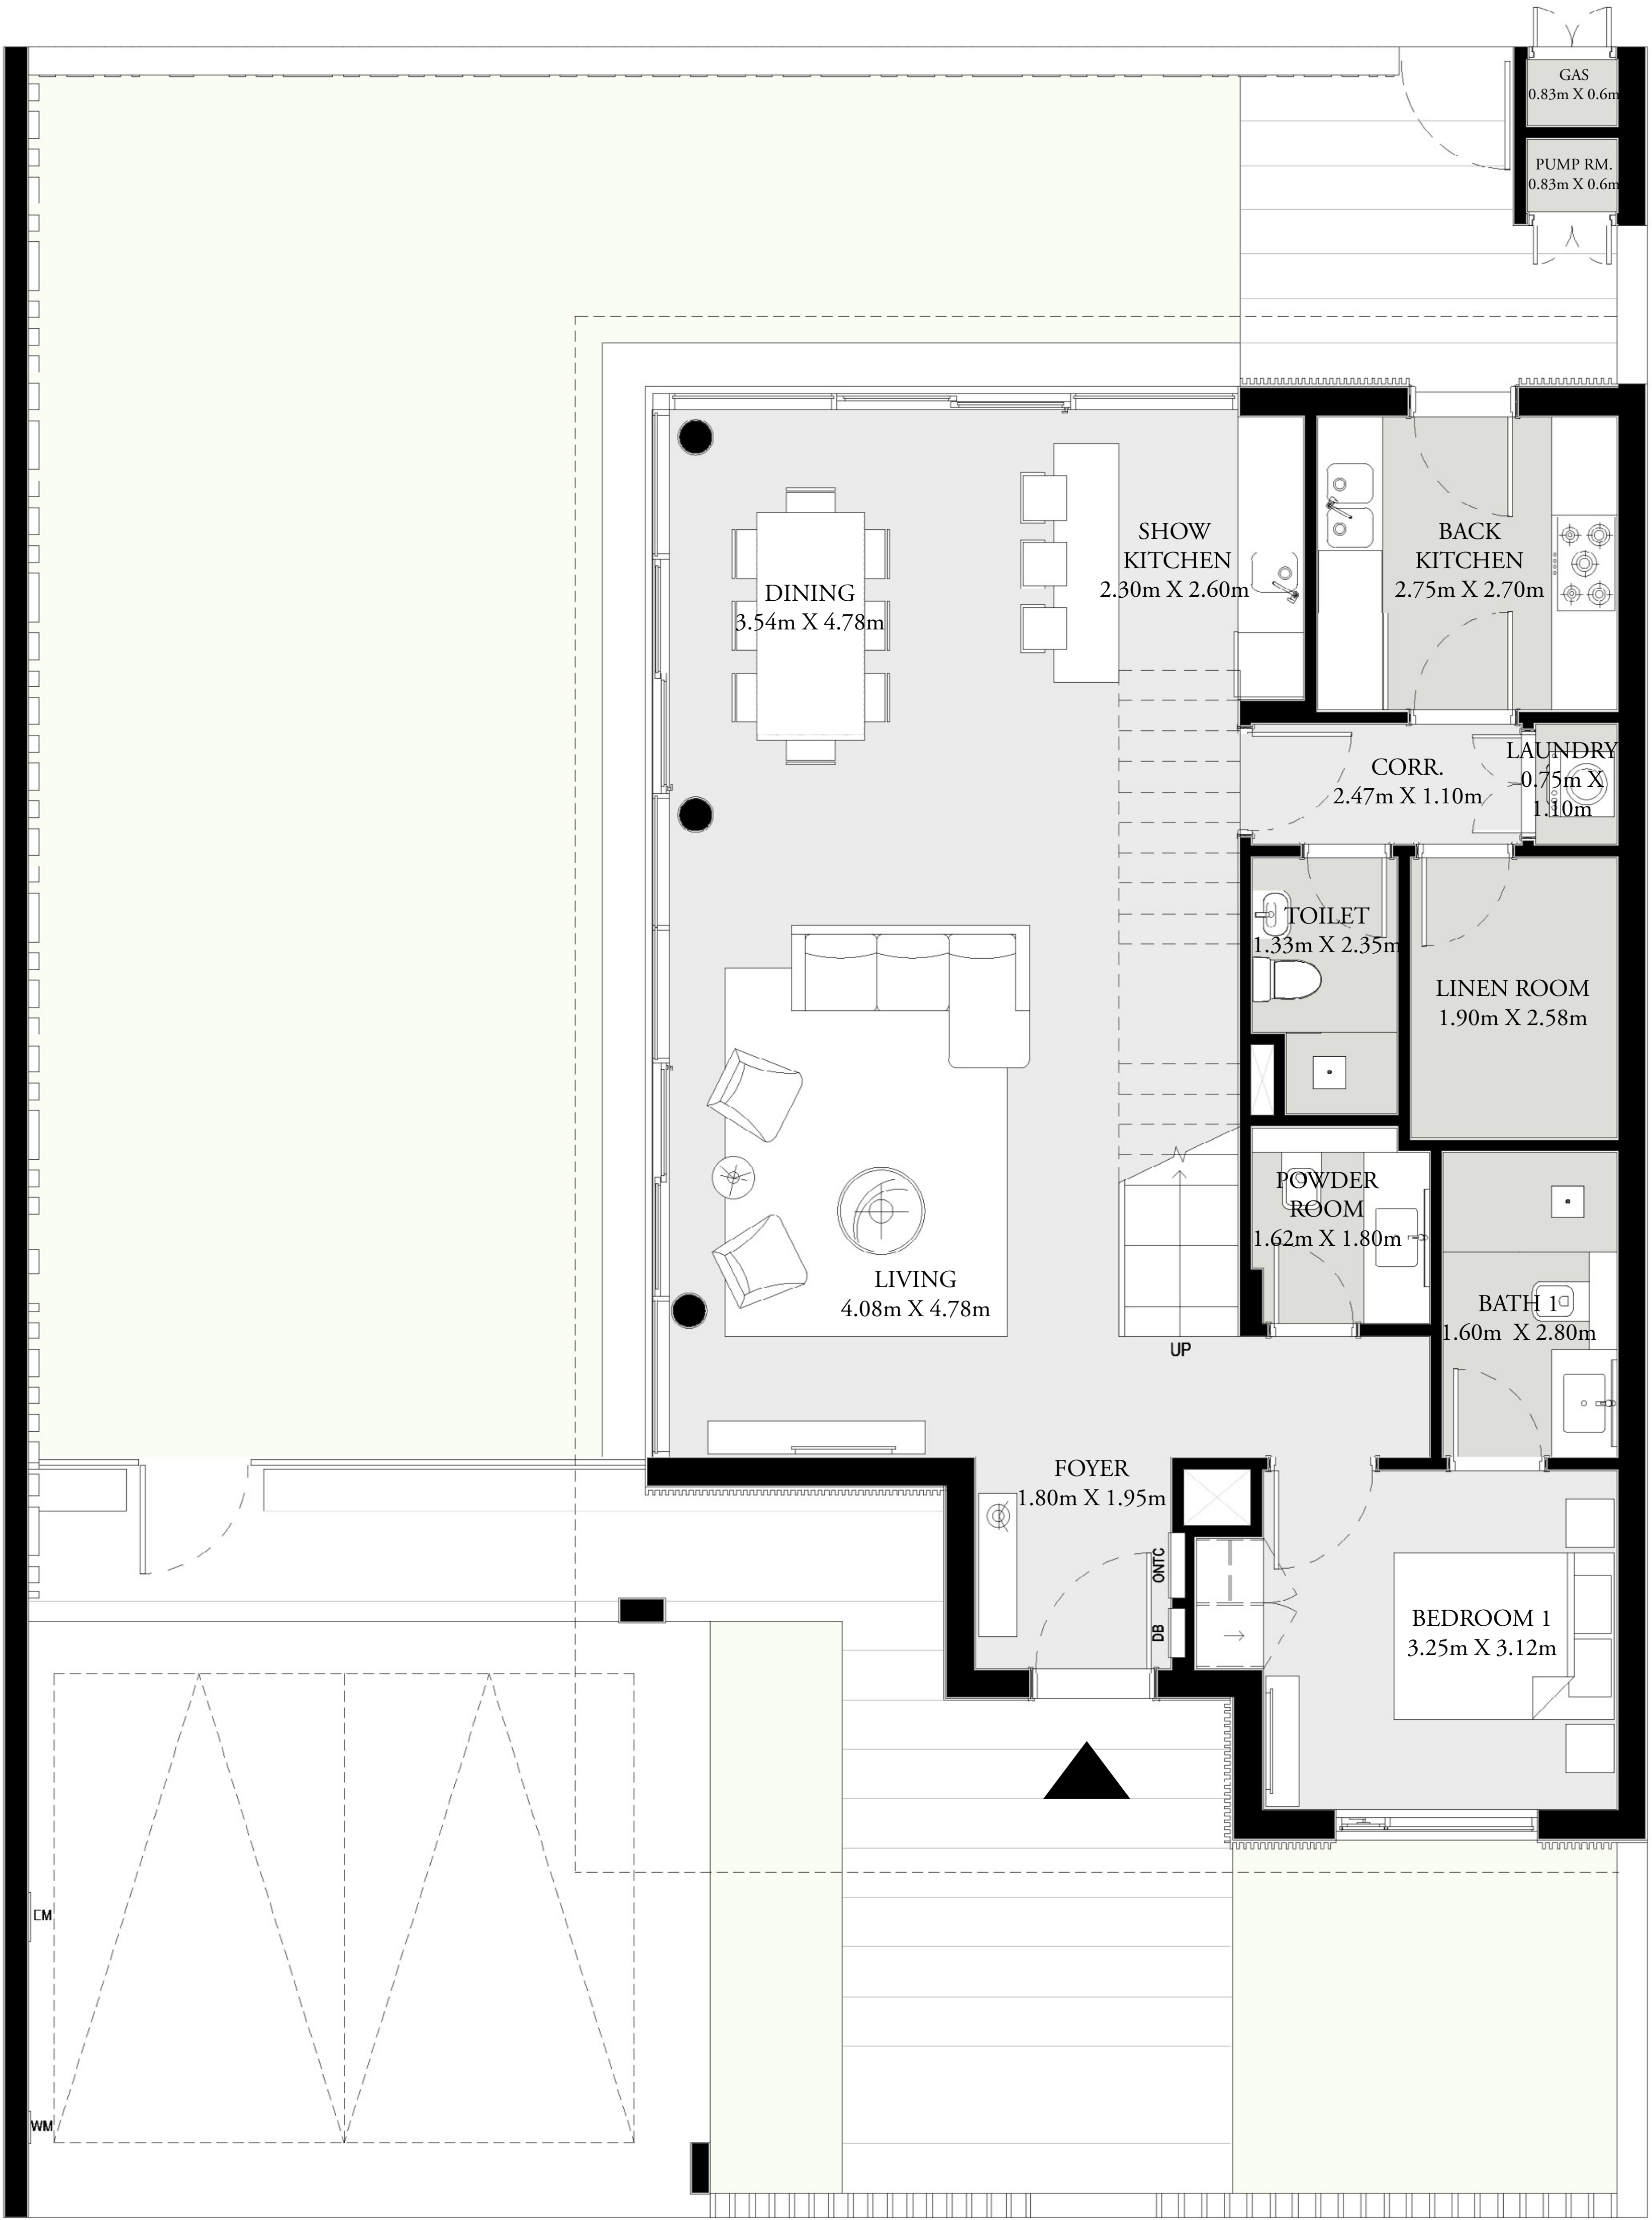 GAS
0.83m X 0.6m
PUMP RM.
0.83m X 0.6m
SHOW
KITCHEN
2.30m X 2.60m
BACK
KITCHEN
2.75m X 2.70m
DINING
3.54m X 4.78m
CORR.
2.47m X 1.10m
LAUNDRY
0.75m X
1.10m
TOILET
1.33m X 2.35m
LINEN ROOM
1.90m X 2.58m
POWDER
ROOM
1.62m X 1.80m
LIVING
4.08m X 4.78m
BATH 1
1.60m X 2.80m
UP
FOYER
1.80m X 1.95m
ONTC
DB
BEDROOM 1
3.25m X 3.12m
EM
WM